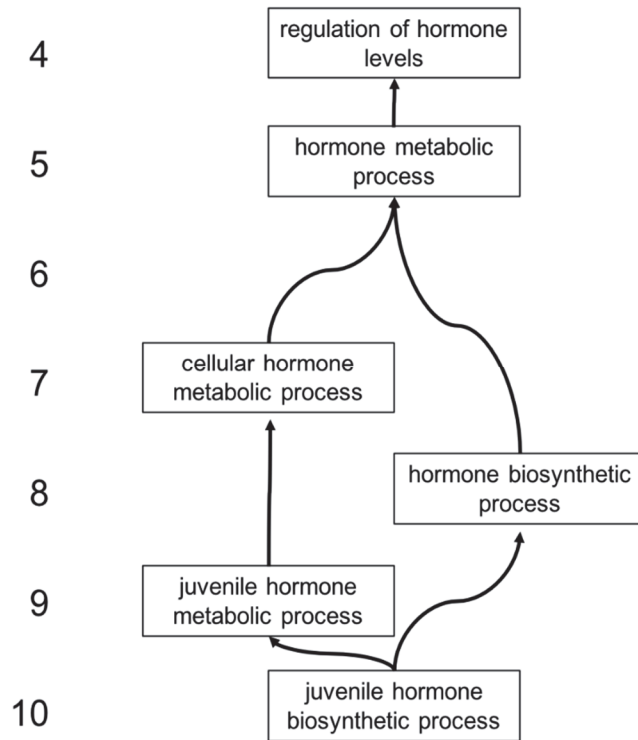 4
regulation of hormone
levels
5
hormone metabolic
process
6
7
cellular hormone
metabolic process
8
hormone biosynthetic
process
9
juvenile hormone
metabolic process
10
juvenile hormone
biosynthetic process